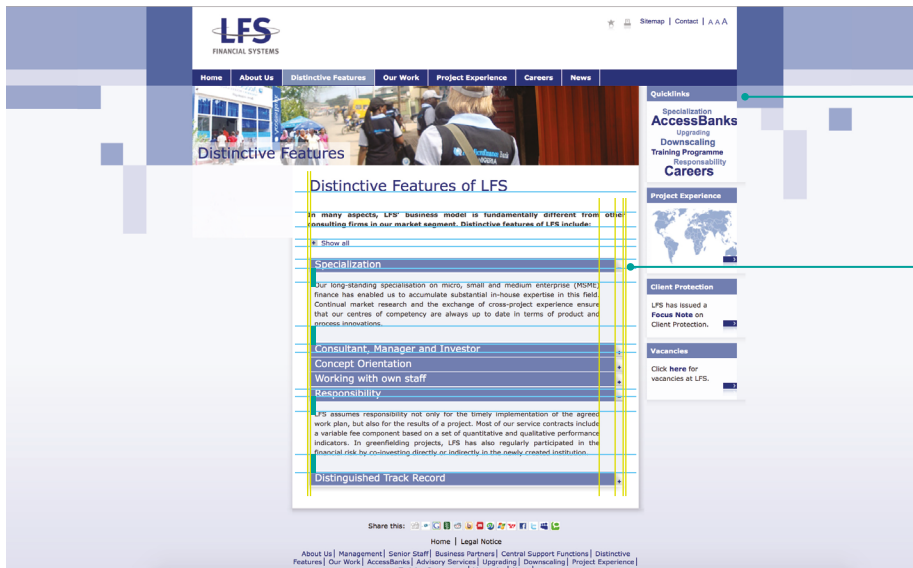 LFS
FINANCIAL SYSTEMS
Sitemap | Contact | A A A
Home About Us Distinctive Features Our Work Project Experience Careers News
Distinctive Features
Quicklinks
Specialization
AccessBanks
Upgrading
Downscaling
Training Programme
Responsability
Careers
Project Experience
Client Protection
LFS has issued a
Focus Note on
Client Protection.
Vacancies
Click here for
vacancies at LFS.
Distinctive Features of LFS
In many aspects, LFS' business model is fundamentally different from other
consulting firms in our market segment. Distinctive features of LFS include:
+ Show all
Specialization
Our long-standing specialisation on micro, small and medium enterprise (MSME)
finance has enabled us to accumulate substantial in-house expertise in this field.
Continual market research and the exchange of cross-project experience ensure
that our centres of competency are always up to date in terms of product and
process innovations.
Consultant, Manager and Investor
Concept Orientation
Working with own staff
Responsibility
LFS assumes responsibility not only for the timely implementation of the agreed
work plan, but also for the results of a project. Most of our service contracts include
a variable fee component based on a set of quantitative and qualitative performance
indicators. In greenfielding projects, LFS has also regularly participated in the
financial risk by co-investing directly or indirectly in the newly created institution.
Distinguished Track Record
Share this:
Home | Legal Notice
About Us| Management| Senior Staff| Business Partners| Central Support Functions| Distinctive
Features| Our Work| AccessBanks| Advisory Services| Upgrading| Downscaling| Project Experience|